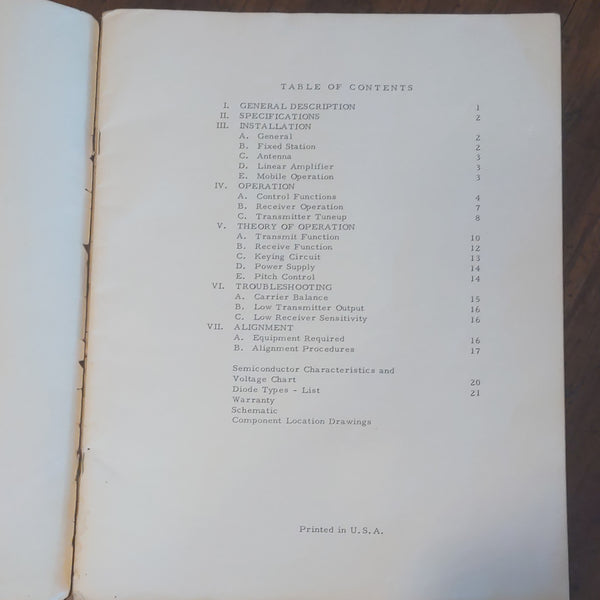 TABLE OF CONTENTS
I. GENERAL DESCRIPTION 1
II. SPECIFICATIONS 2
III. INSTALLATION
A. General 2
B. Fixed Station 2
C. Antenna 3
D. Linear Amplifier 3
E. Mobile Operation 3
IV. OPERATION
A. Control Functions 4
B. Receiver Operation 7
C. Transmitter Tuneup 8
V. THEORY OF OPERATION
A. Transmit Function 10
B. Receive Function 12
C. Keying Circuit 13
D. Power Supply 14
E. Pitch Control 14
VI. TROUBLESHOOTING
A. Carrier Balance 15
B. Low Transmitter Output 16
C. Low Receiver Sensitivity 16
VII. ALIGNMENT
A. Equipment Required 16
B. Alignment Procedures 17
Semiconductor Characteristics and
Voltage Chart 20
Diode Types - List 21
Warranty
Schematic
Component Location Drawings
Printed in U.S.A.